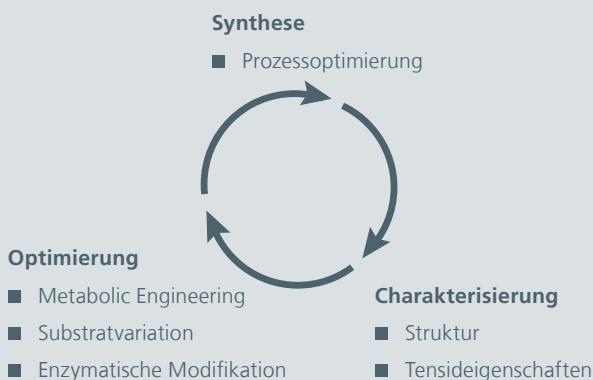 Synthese
Prozessoptimierung
Optimierung
Metabolic Engineering
Substratvariation
Enzymatische Modifikation
Charakterisierung
Struktur
Tensideigenschaften